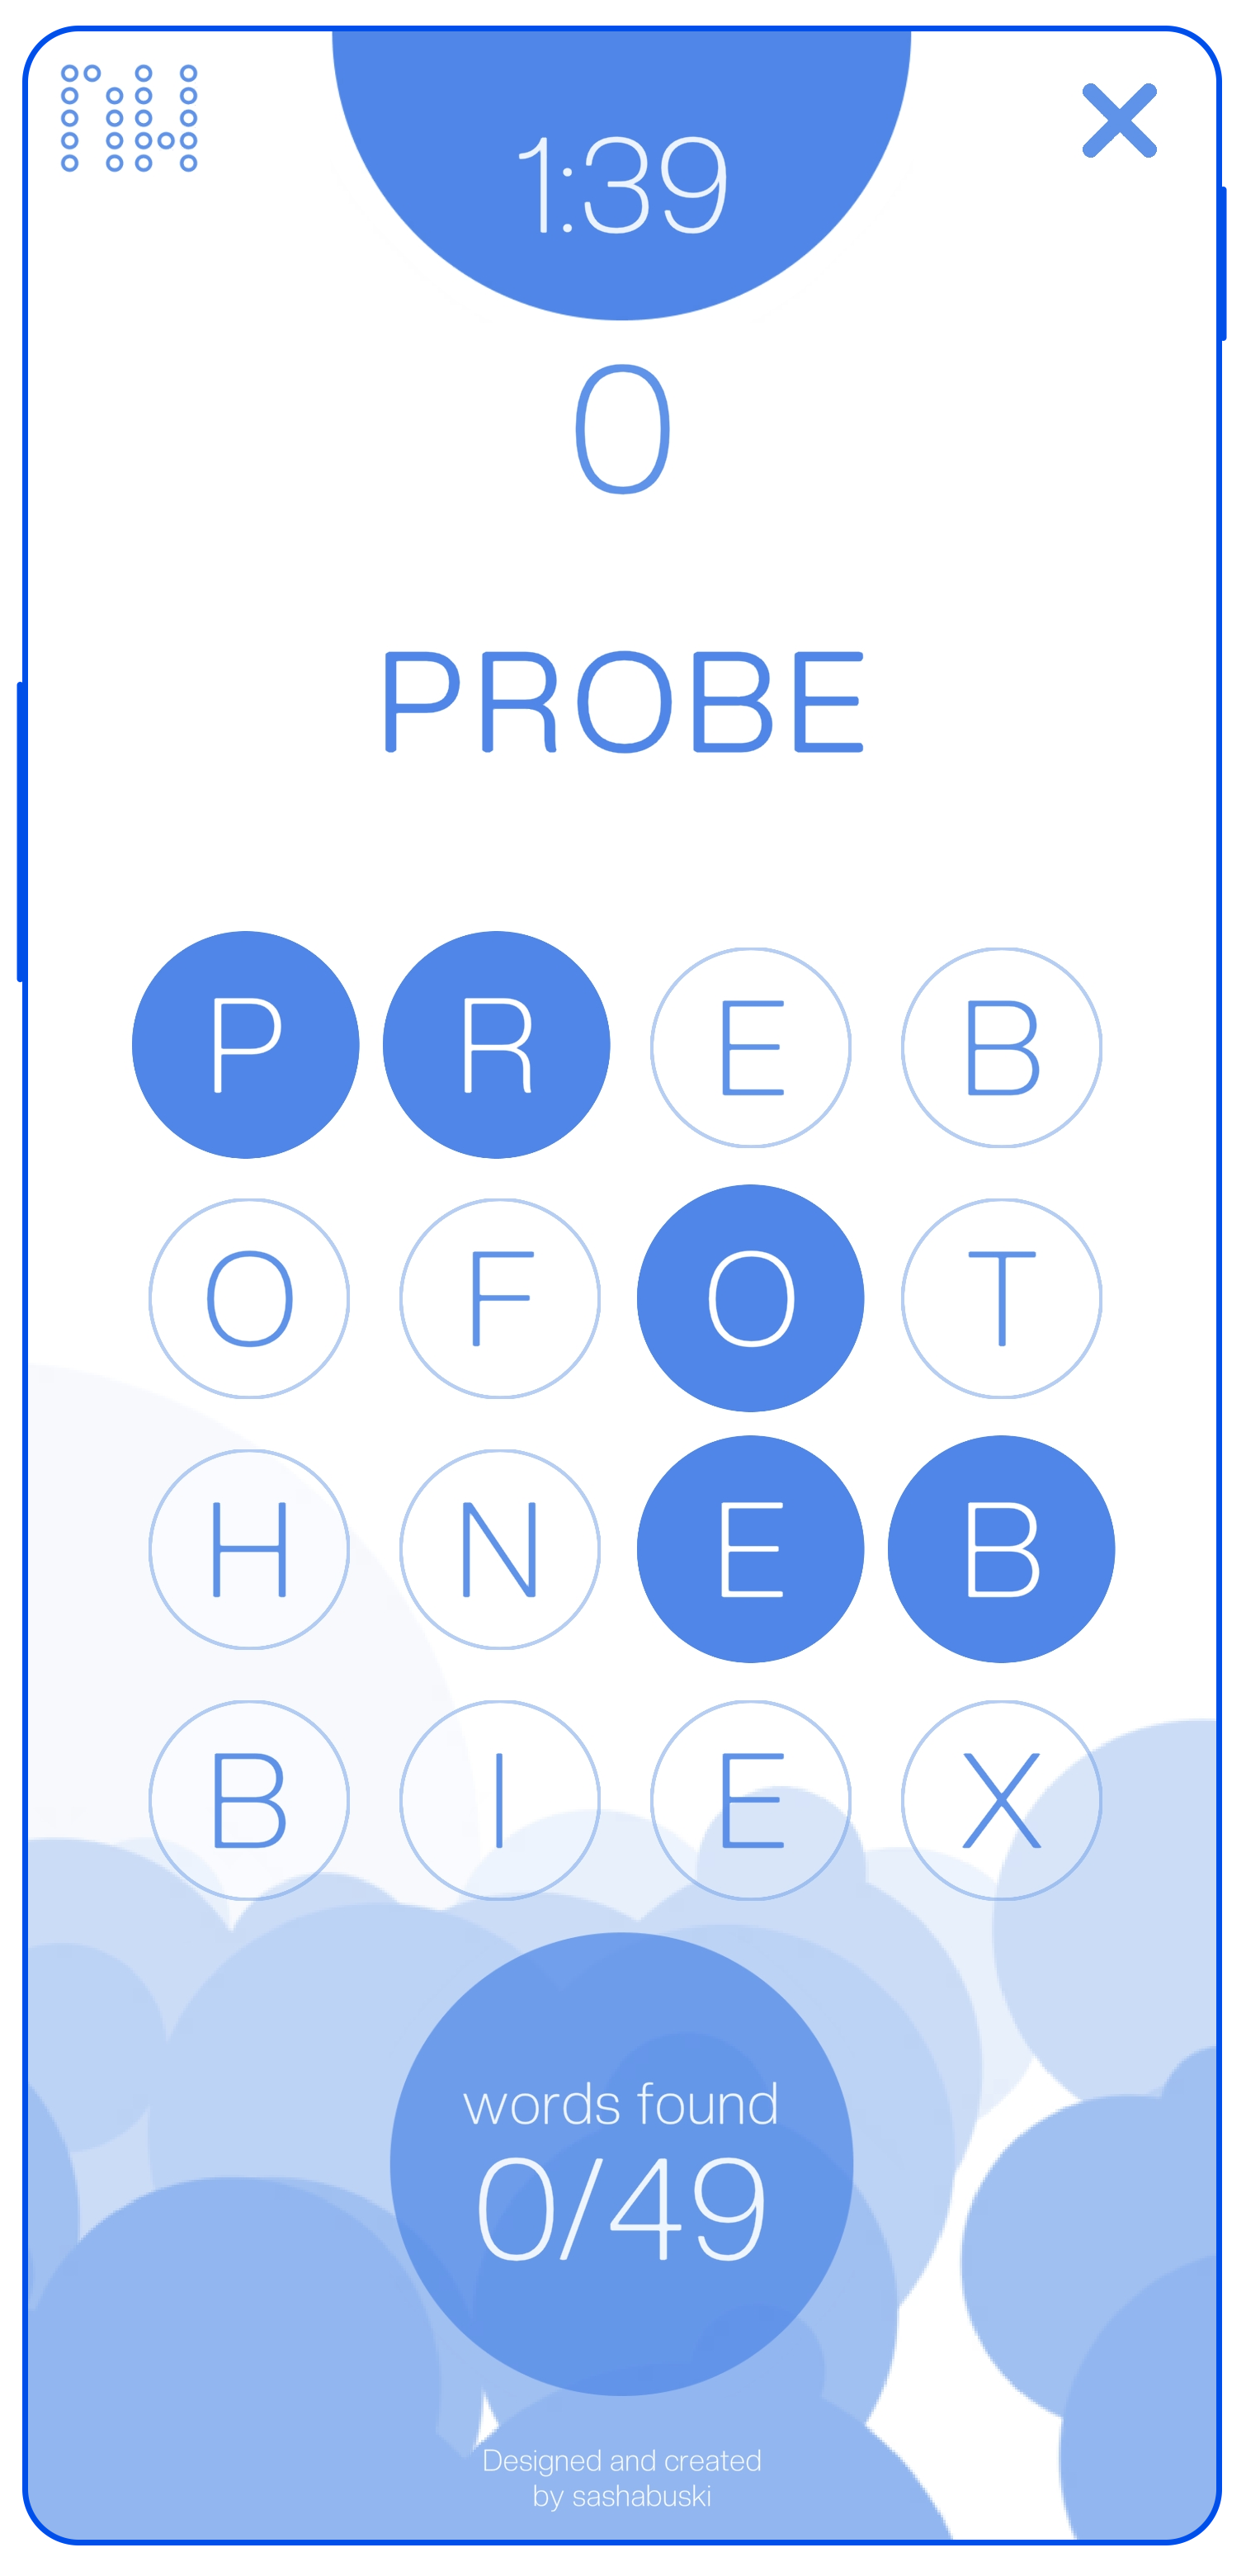 1:39
0
PROBE
P R E B
O F O T
H N E B
B I E X
words found
0/49
Designed and created
by sashabuski